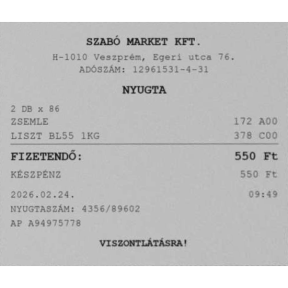 SZABÓ MARKET KFT.
H-1010 Veszprém, Egeri utca 76.
ADÓSZÁM: 12961531-4-31
NYUGTA
2 DB x 86
ZSEMLE 172 A00
LISZT BL55 1KG 378 C00
FIZETENDŐ: 550 Ft
KÉSZPÉNZ 550 Ft
2026.02.24. 09:49
NYUGTASZÁM: 4356/89602
AP A94975778
VISZONTLÁTÁSRA!